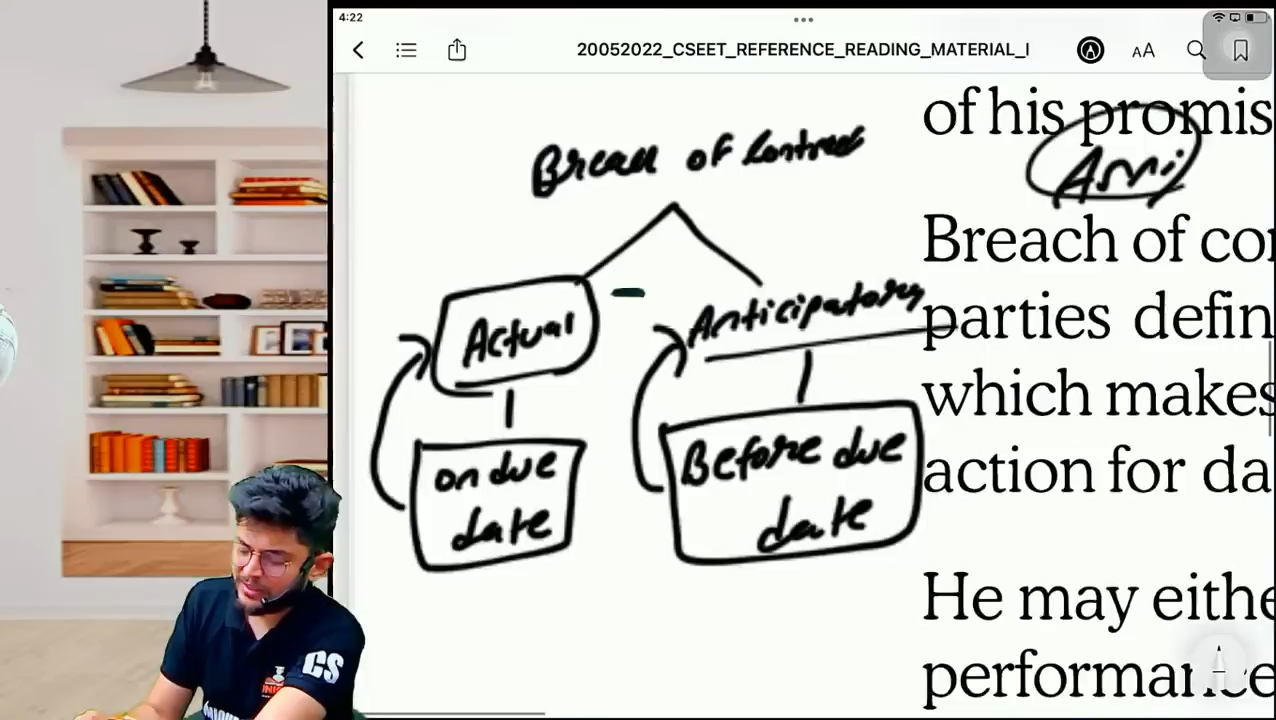 4:22
20052022_CSEET_REFERENCE_READING_MATERIAL_I
AA
of his promis
Breach of Contract
Breach of cor
Actual
Anticipatory
parties defin
which makes
on due
date
Before due
date
action for da
He may eithe
performance
CS